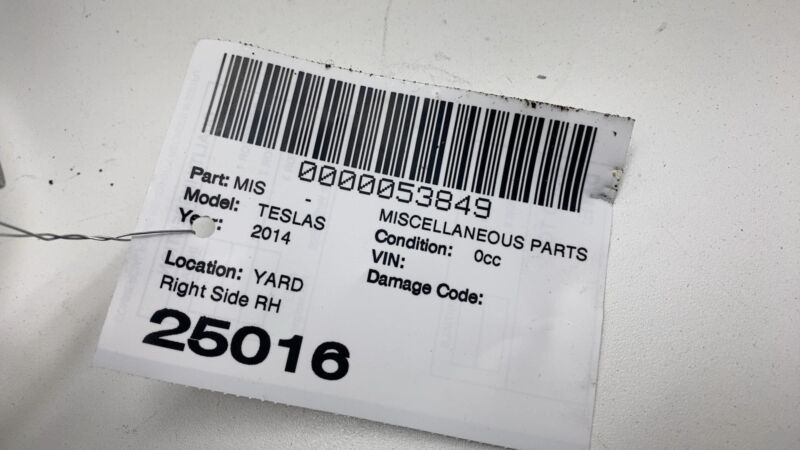 0000053849
Part: MIS - MISCELLANEOUS PARTS
Model: TESLAS Condition: 0cc
Year: 2014 VIN:
Damage Code:
Location: YARD
Right Side RH
25016